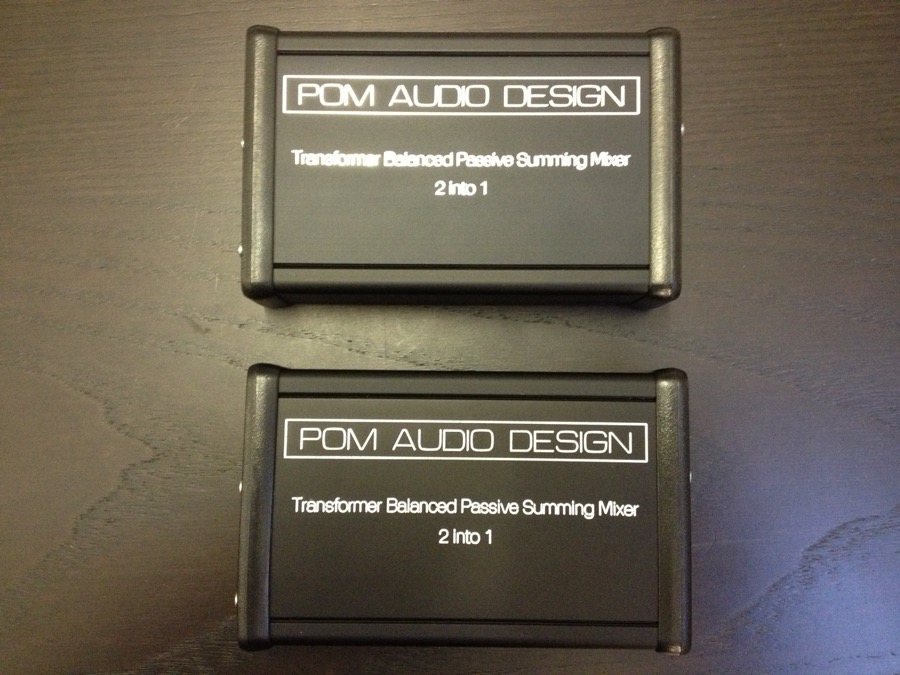 POM AUDIO DESIGN
Transformer Balanced Passive Summing Mixer
2 into 1
POM AUDIO DESIGN
Transformer Balanced Passive Summing Mixer
2 into 1